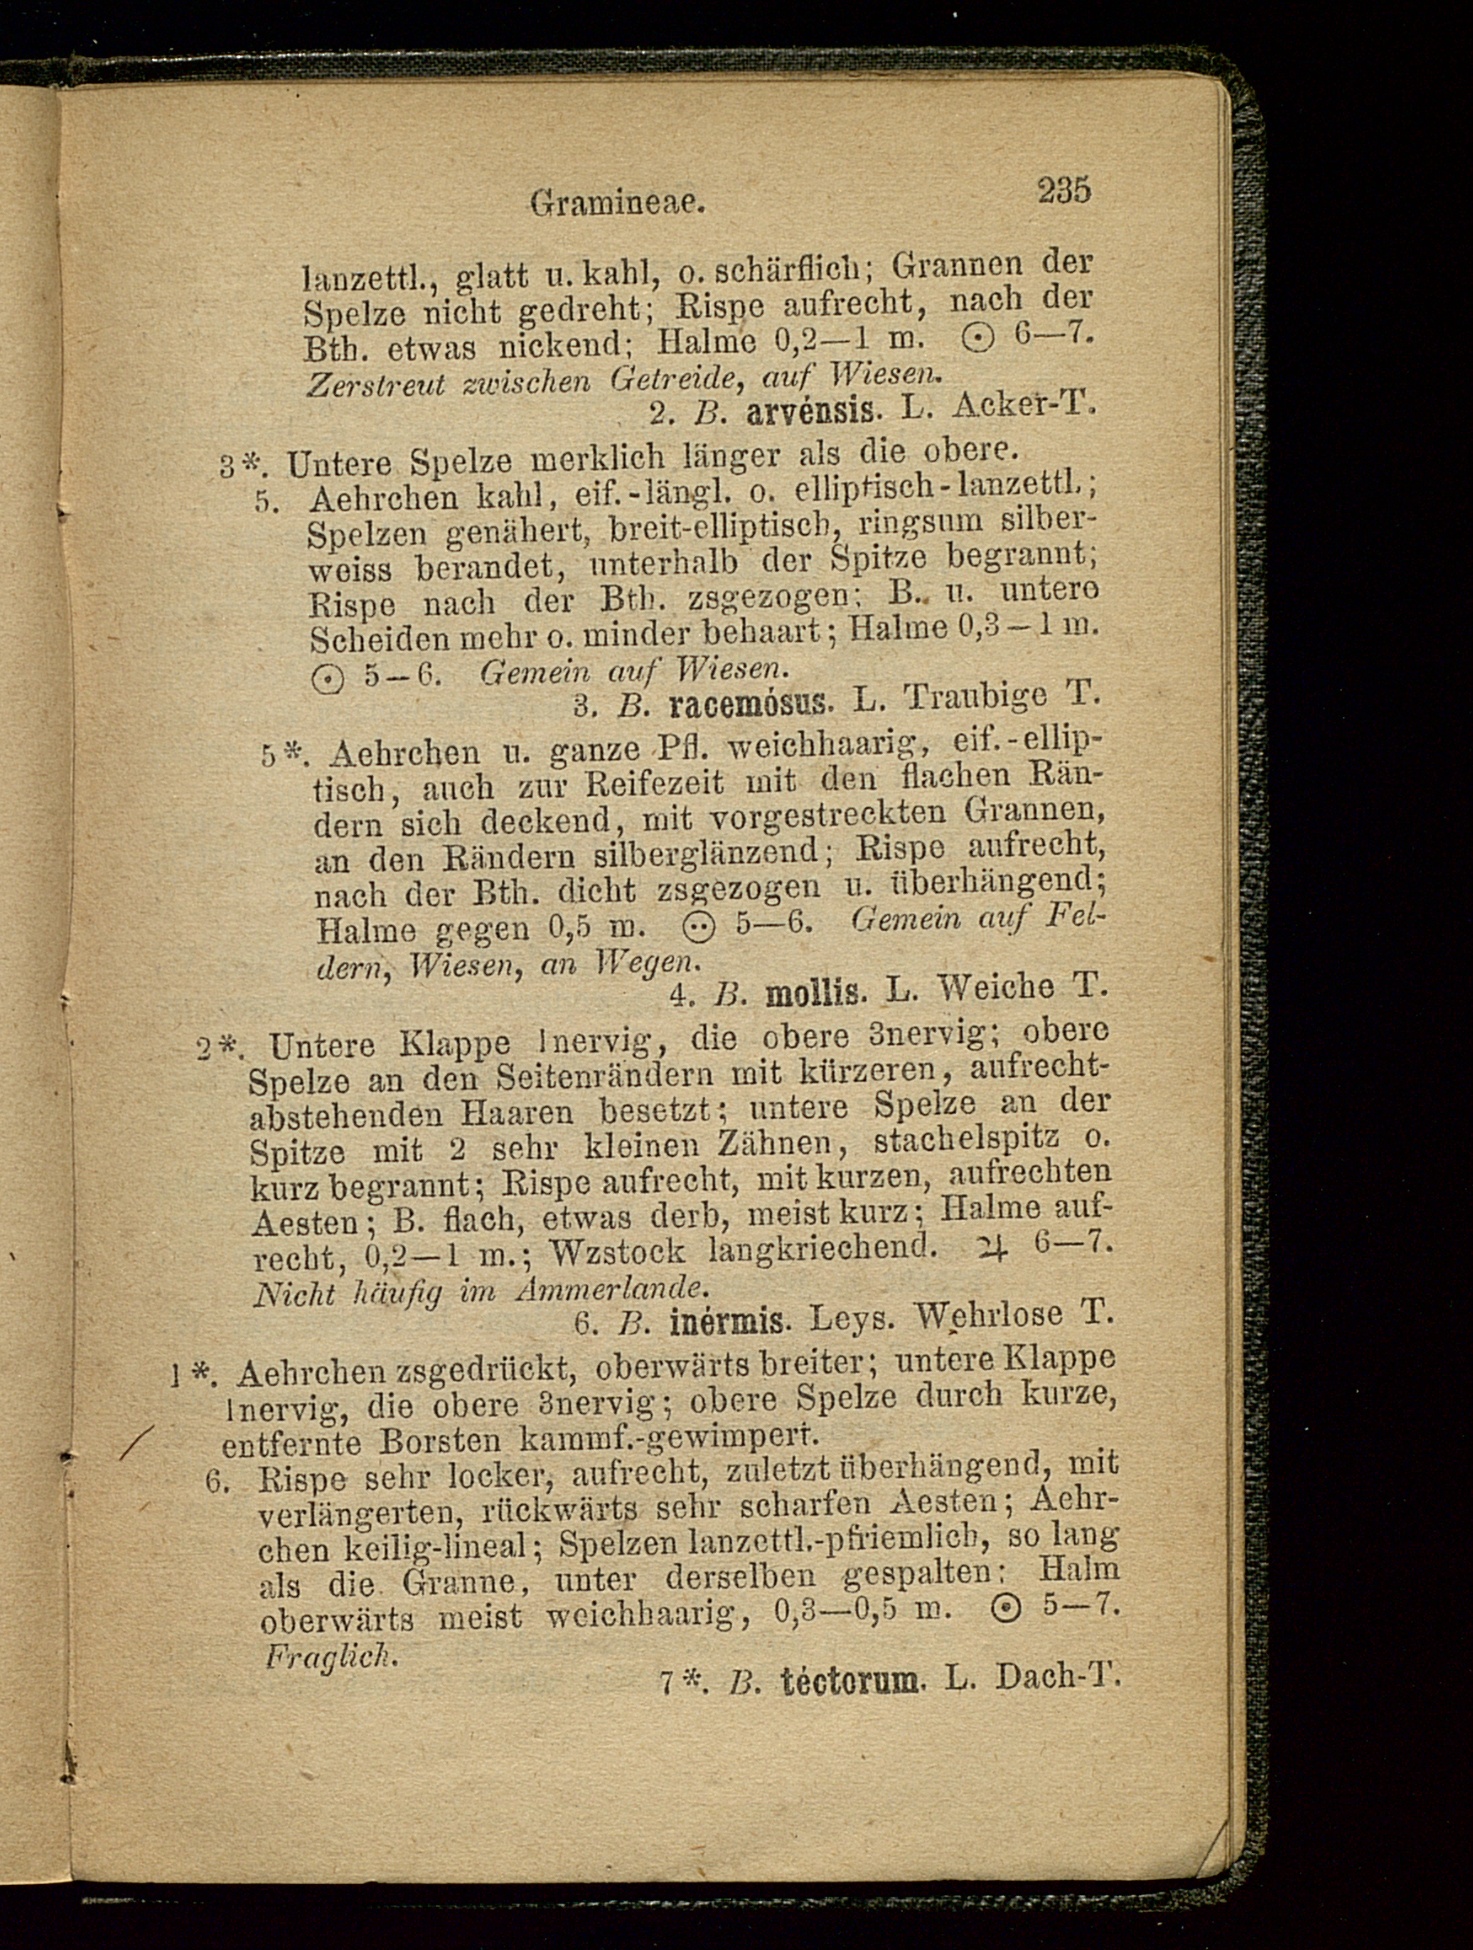 Gramineae. 235
lanzettl., glatt u. kahl, o. schärflich; Grannen der
Spelze nicht gedreht; Rispe aufrecht, nach der
Bth. etwas nickend; Halme 0,2—1 m. ⊙ 6—7.
Zerstreut zwischen Getreide, auf Wiesen.
2. B. arvénsis. L. Acker-T.
3*. Untere Spelze merklich länger als die obere.
5. Aehrchen kahl, eif.-längl. o. elliptisch-lanzettl.;
Spelzen genähert, breit-elliptisch, ringsum silber-
weiss berandet, unterhalb der Spitze begrannt;
Rispe nach der Bth. zsgezogen; B. u. untere
Scheiden mehr o. minder behaart; Halme 0,3—1 m.
⊙ 5—6. Gemein auf Wiesen.
3. B. racemósus. L. Traubige T.
5*. Aehrchen u. ganze Pfl. weichhaarig, eif.-ellip-
tisch, auch zur Reifezeit mit den flachen Rän-
dern sich deckend, mit vorgestreckten Grannen,
an den Rändern silberglänzend; Rispe aufrecht,
nach der Bth. dicht zsgezogen u. überhängend;
Halme gegen 0,5 m. ⨀ 5—6. Gemein auf Fel-
dern, Wiesen, an Wegen.
4. B. mollis. L. Weiche T.
2*. Untere Klappe 1nervig, die obere 3nervig; obere
Spelze an den Seitenrändern mit kürzeren, aufrecht-
abstehenden Haaren besetzt; untere Spelze an der
Spitze mit 2 sehr kleinen Zähnen, stachelspitz o.
kurz begrannt; Rispe aufrecht, mit kurzen, aufrechten
Aesten; B. flach, etwas derb, meist kurz; Halme auf-
recht, 0,2—1 m.; Wzstock langkriechend. ♃ 6—7.
Nicht häufig im Ammerlande.
6. B. inérmis. Leys. Wehrlose T.
1*. Aehrchen zsgedrückt, oberwärts breiter; untere Klappe
1nervig, die obere 3nervig; obere Spelze durch kurze,
entfernte Borsten kammf.-gewimpert.
6. Rispe sehr locker, aufrecht, zuletzt überhängend, mit
verlängerten, rückwärts sehr scharfen Aesten; Aehr-
chen keilig-lineal; Spelzen lanzettl.-pfriemlich, so lang
als die Granne, unter derselben gespalten; Halm
oberwärts meist weichhaarig, 0,3—0,5 m. ⊙ 5—7.
Fraglich.
7*. B. téctorum. L. Dach-T.